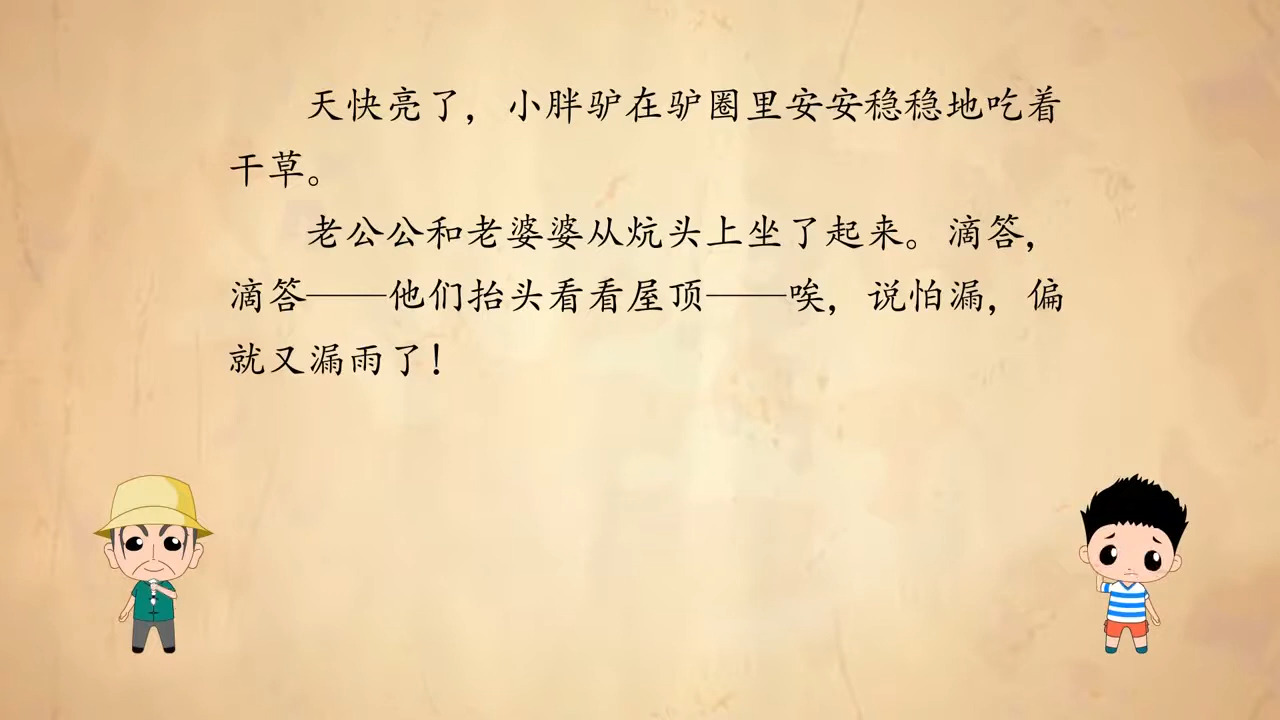 天快亮了，小胖驴在驴圈里安安稳稳地吃着
干草。
老公公和老婆婆从炕头上坐了起来。滴答，
滴答——他们抬头看看屋顶——唉，说怕漏，偏
就又漏雨了！